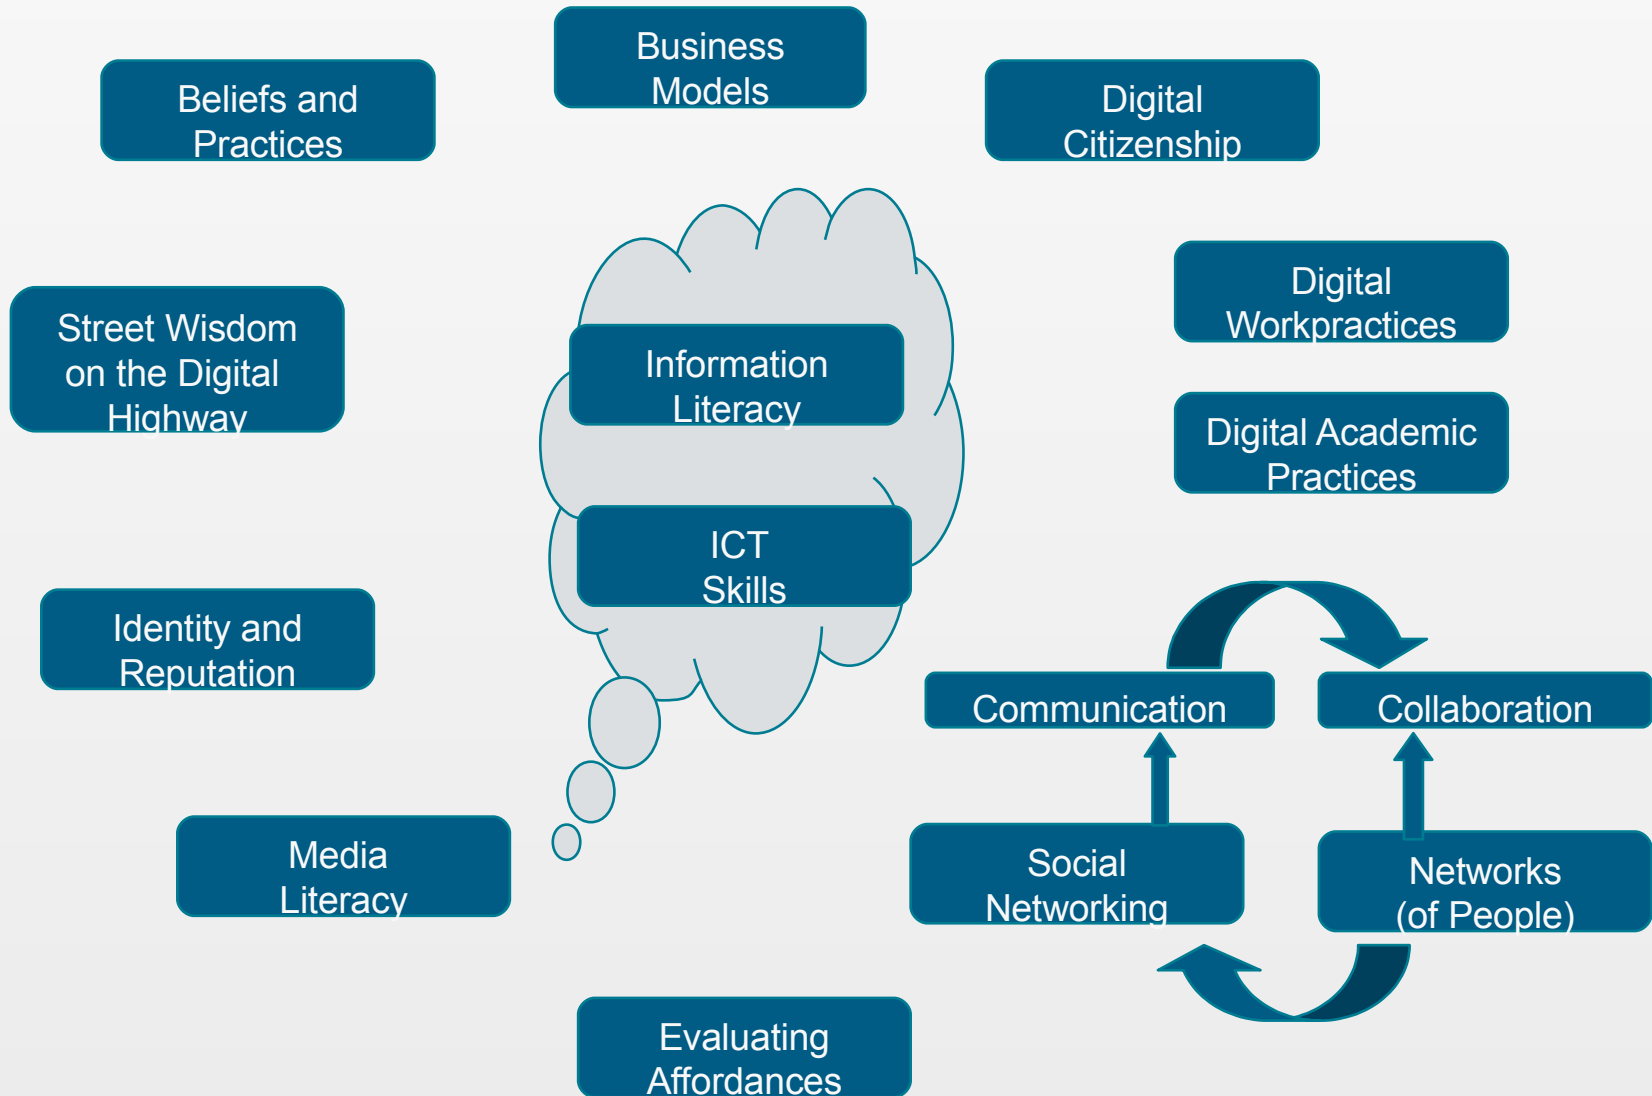 Business
Models
Beliefs and
Practices
Digital
Citizenship
Digital
Workpractices
Street Wisdom
on the Digital
Highway
Information
Literacy
Digital Academic
Practices
ICT
Skills
Identity and
Reputation
Communication
Collaboration
Media
Literacy
Social
Networking
Networks
(of People)
Evaluating
Affordances